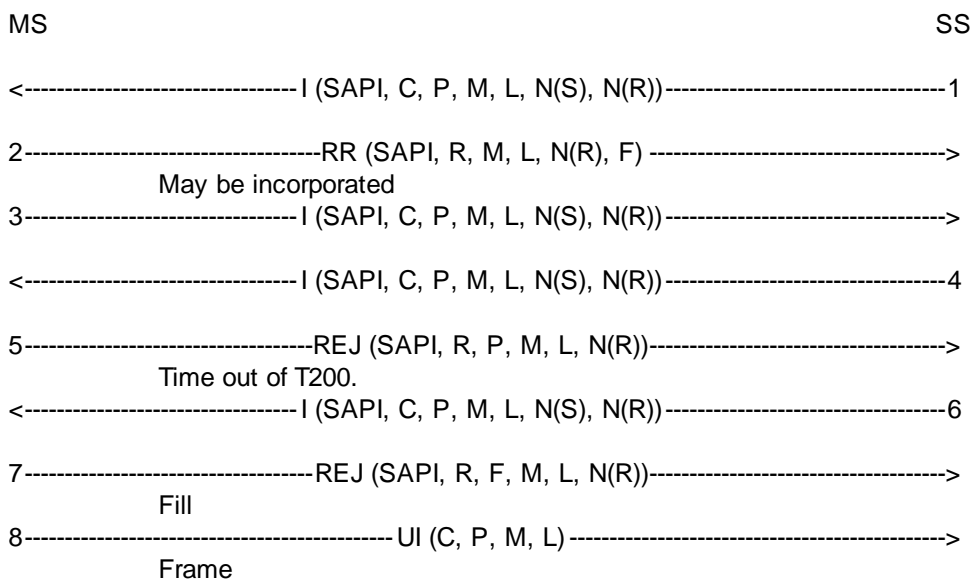 MS SS
<----------------------------------I (SAPI, C, P, M, L, N(S), N(R))-----------------------------------1
2-------------------------------------RR (SAPI, R, M, L, N(R), F) ------------------------------------->
May be incorporated
3----------------------------------I (SAPI, C, P, M, L, N(S), N(R))----------------------------------->
<----------------------------------I (SAPI, C, P, M, L, N(S), N(R))-----------------------------------4
5------------------------------------REJ (SAPI, R, P, M, L, N(R))------------------------------------->
Time out of T200.
<----------------------------------I (SAPI, C, P, M, L, N(S), N(R))-----------------------------------6
7------------------------------------REJ (SAPI, R, F, M, L, N(R))------------------------------------->
Fill
8----------------------------------------------UI (C, P, M, L)----------------------------------------------->
Frame